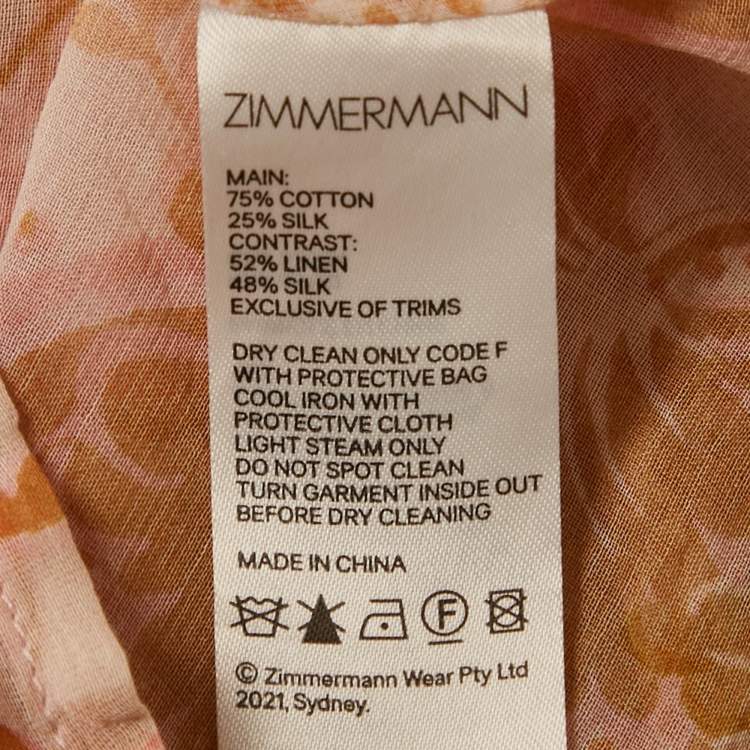 ZIMMERMANN
MAIN:
75% COTTON
25% SILK
CONTRAST:
52% LINEN
48% SILK
EXCLUSIVE OF TRIMS
DRY CLEAN ONLY CODE F
WITH PROTECTIVE BAG
COOL IRON WITH
PROTECTIVE CLOTH
LIGHT STEAM ONLY
DO NOT SPOT CLEAN
TURN GARMENT INSIDE OUT
BEFORE DRY CLEANING
MADE IN CHINA
F
© Zimmermann Wear Pty Ltd
2021, Sydney.